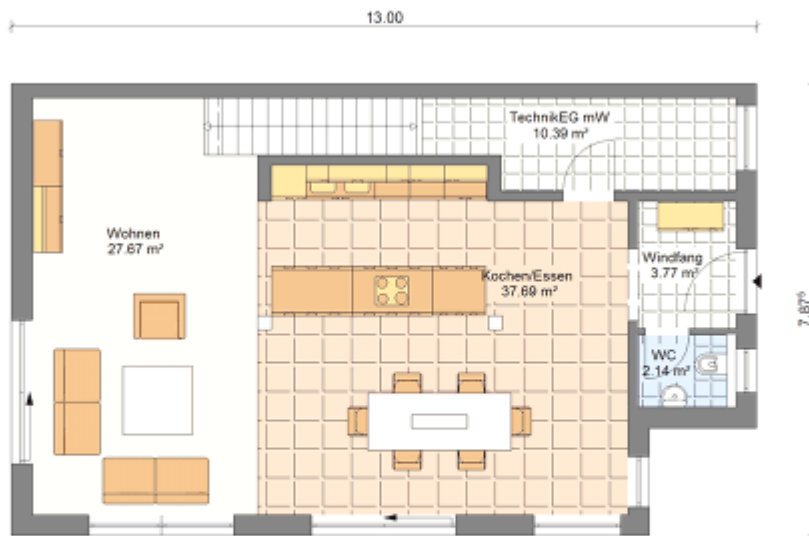 13.00
TechnikEG mW
10.39 m²
Wohnen
27.67 m²
Kochen/Essen
37.69 m²
Windfang
3.77 m²
WC
2.14 m²
7.87⁵